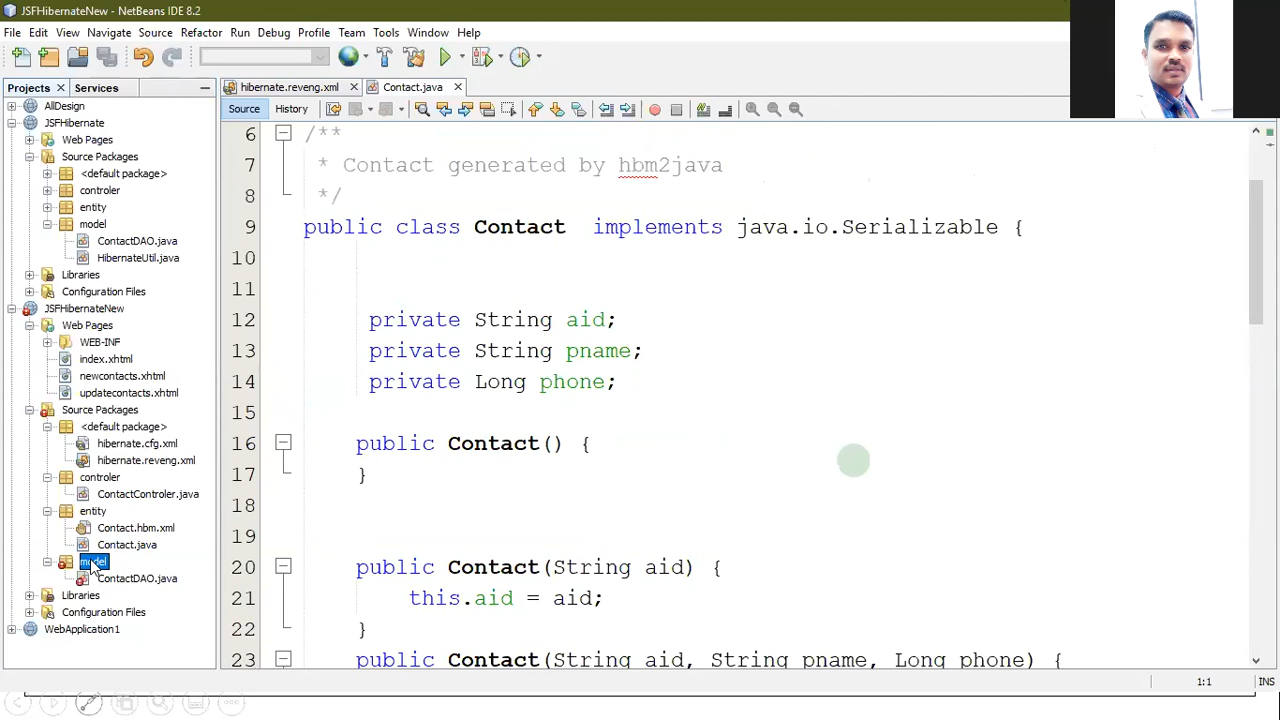 JSFHibernateNew - NetBeans IDE 8.2
File Edit View Navigate Source Refactor Run Debug Profile Team Tools Window Help
Projects Services
hibernate.reveng.xml Contact.java
Source History
AllDesign
JSFHibernate
Web Pages
Source Packages
<default package>
controler
entity
model
ContactDAO.java
HibernateUtil.java
Libraries
Configuration Files
JSFHibernateNew
Web Pages
WEB-INF
index.xhtml
newcontacts.xhtml
updatecontacts.xhtml
Source Packages
<default package>
hibernate.cfg.xml
hibernate.reveng.xml
controler
ContactControler.java
entity
Contact.hbm.xml
Contact.java
model
ContactDAO.java
Libraries
Configuration Files
WebApplication1
6 /**
7 * Contact generated by hbm2java
8 */
9 public class Contact implements java.io.Serializable {
10
11
12 private String aid;
13 private String pname;
14 private Long phone;
15
16 public Contact() {
17 }
18
19
20 public Contact(String aid) {
21 this.aid = aid;
22 }
23 public Contact(String aid, String pname, Long phone) {
1:1 INS